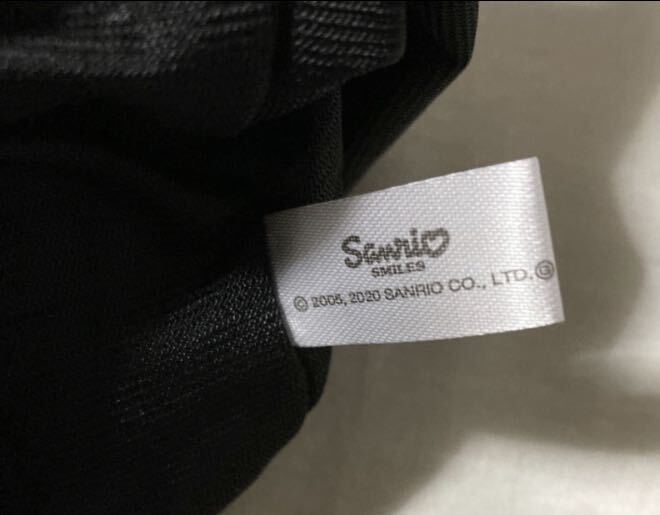 Sanrio
SMILES
© 2005, 2020 SANRIO CO., LTD. Ⓖ